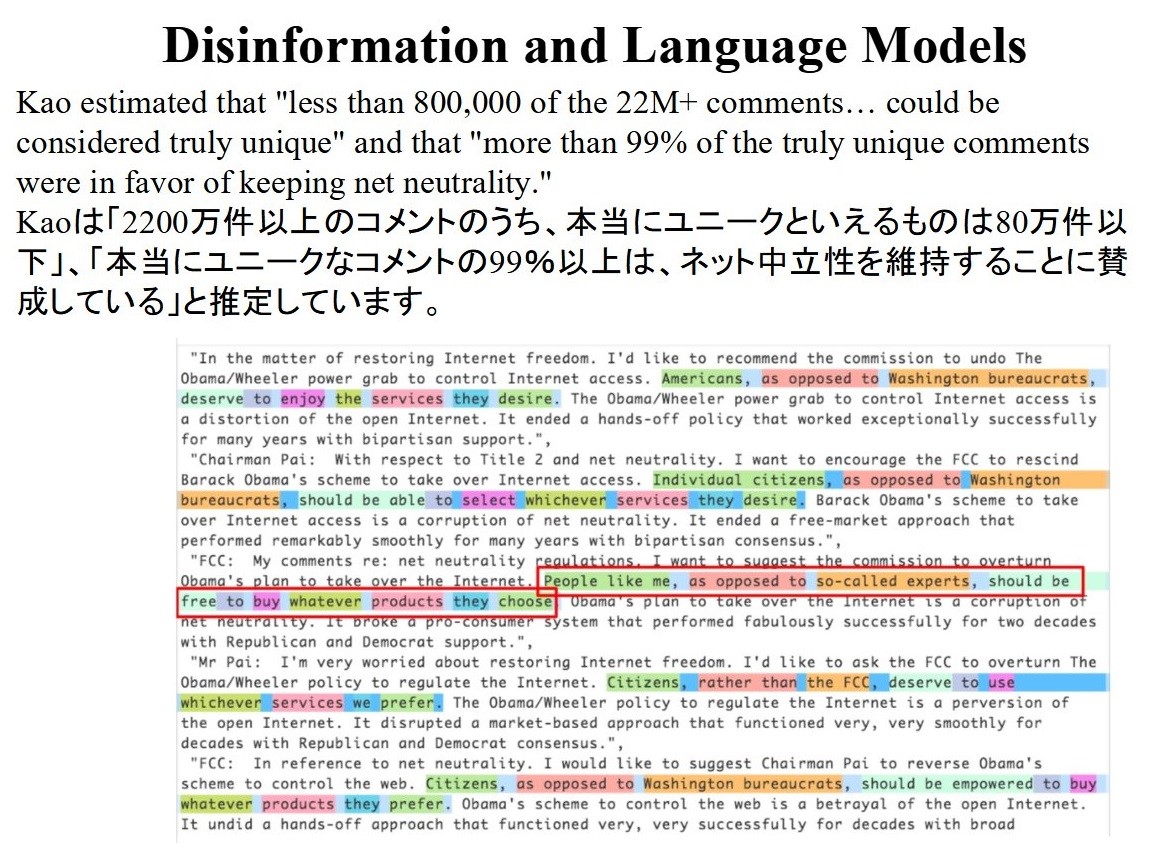 Disinformation and Language Models
Kao estimated that "less than 800,000 of the 22M+ comments… could be
considered truly unique" and that "more than 99% of the truly unique comments
were in favor of keeping net neutrality."
Kaoは「2200万件以上のコメントのうち、本当にユニークといえるものは80万件以
下」、「本当にユニークなコメントの99%以上は、ネット中立性を維持することに賛
成している」と推定しています。
"In the matter of restoring Internet freedom. I'd like to recommend the commission to undo The
Obama/Wheeler power grab to control Internet access. Americans, as opposed to Washington bureaucrats,
deserve to enjoy the services they desire. The Obama/Wheeler power grab to control Internet access is
a distortion of the open Internet. It ended a hands-off policy that worked exceptionally successfully
for many years with bipartisan support.",
"Chairman Pai: With respect to Title 2 and net neutrality. I want to encourage the FCC to rescind
Barack Obama's scheme to take over Internet access. Individual citizens, as opposed to Washington
bureaucrats, should be able to select whichever services they desire. Barack Obama's scheme to take
over Internet access is a corruption of net neutrality. It ended a free-market approach that
performed remarkably smoothly for many years with bipartisan consensus.",
"FCC: My comments re: net neutrality regulations. I want to suggest the commission to overturn
Obama's plan to take over the Internet. People like me, as opposed to so-called experts, should be
free to buy whatever products they choose. Obama's plan to take over the Internet is a corruption of
net neutrality. It broke a pro-consumer system that performed fabulously successfully for two decades
with Republican and Democrat support.",
"Mr Pai: I'm very worried about restoring Internet freedom. I'd like to ask the FCC to overturn The
Obama/Wheeler policy to regulate the Internet. Citizens, rather than the FCC, deserve to use
whichever services we prefer. The Obama/Wheeler policy to regulate the Internet is a perversion of
the open Internet. It disrupted a market-based approach that functioned very, very smoothly for
decades with Republican and Democrat consensus.",
"FCC: In reference to net neutrality. I would like to suggest Chairman Pai to reverse Obama's
scheme to control the web. Citizens, as opposed to Washington bureaucrats, should be empowered to buy
whatever products they prefer. Obama's scheme to control the web is a betrayal of the open Internet.
It undid a hands-off approach that functioned very, very successfully for decades with broad